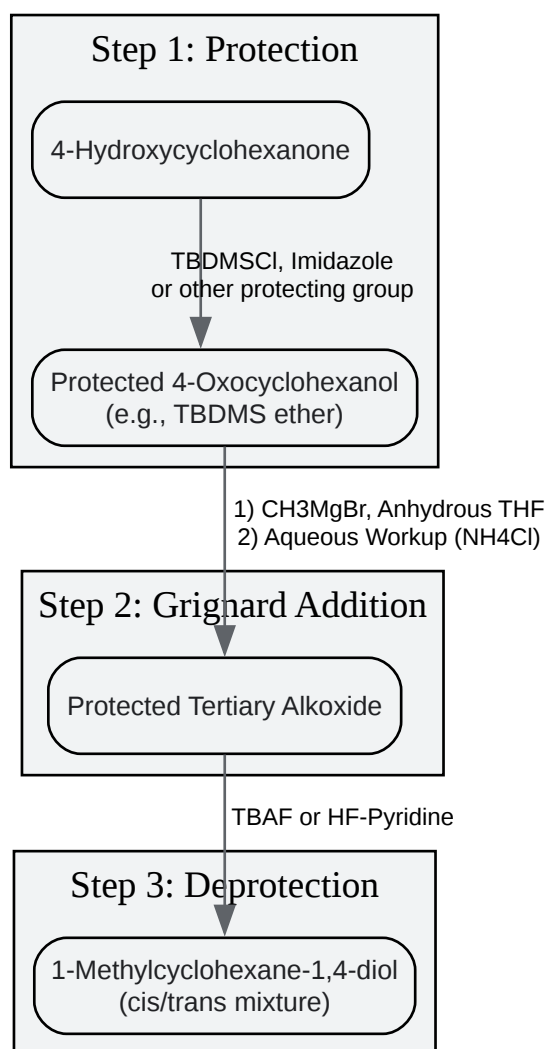 Step 1: Protection
4-Hydroxycyclohexanone
TBDMSCl, Imidazole
or other protecting group
Protected 4-Oxocyclohexanol
(e.g., TBDMS ether)
1) CH3MgBr, Anhydrous THF
2) Aqueous Workup (NH4Cl)
Step 2: Grignard Addition
Protected Tertiary Alkoxide
TBAF or HF-Pyridine
Step 3: Deprotection
1-Methylcyclohexane-1,4-diol
(cis/trans mixture)